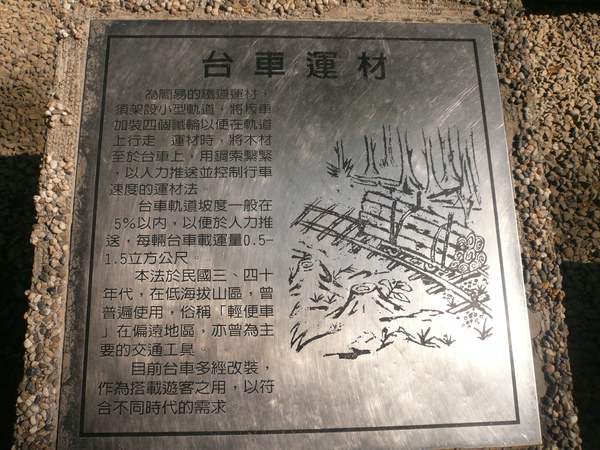 台車運材
為簡易的鐵道運材，
須架設小型軌道，將板車
加裝四個鐵輪以便在軌道
上行走　運材時，將木材
至於台車上，用鋼索繫緊
，以人力推送並控制行車
速度的運材法。
台車軌道坡度一般在
5%以內，以便於人力推
送，每輛台車載運量0.5-
1.5立方公尺。
本法於民國三、四十
年代，在低海拔山區，曾
普遍使用，俗稱「輕便車
」在偏遠地區，亦曾為主
要的交通工具。
目前台車多經改裝，
作為搭載遊客之用，以符
合不同時代的需求。